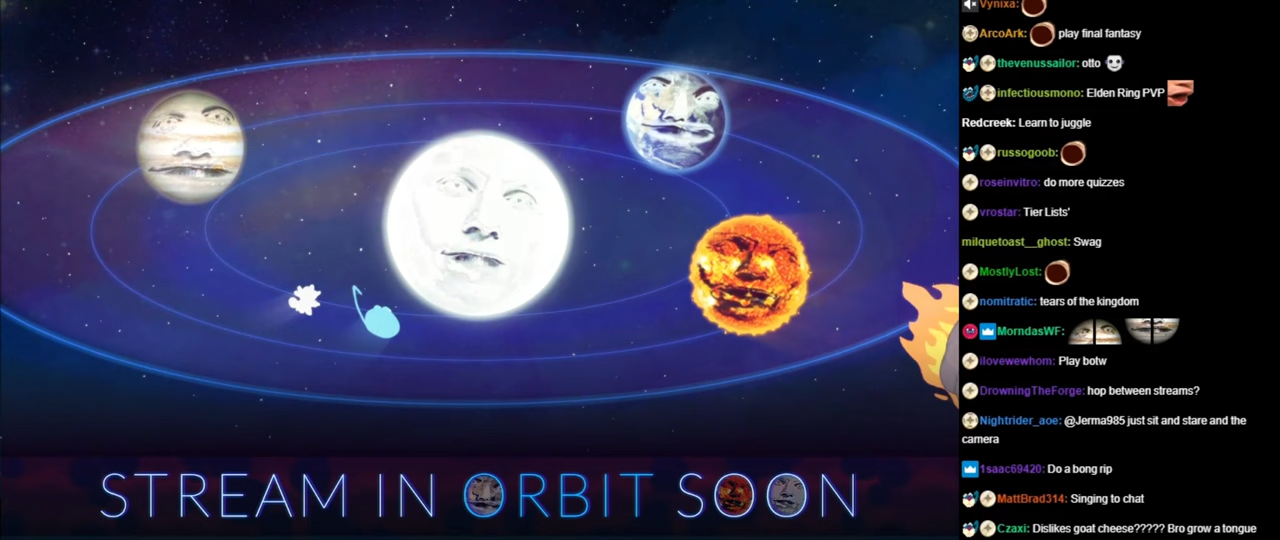 STREAM IN ORBIT SOON
Vynixa:
ArcoArk: play final fantasy
thevenussailor: otto
infectiousmono: Elden Ring PVP
Redcreek: Learn to juggle
russogoob:
roseinvitro: do more quizzes
vrostar: Tier Lists'
milquetoast__ghost: Swag
MostlyLost:
nomitratic: tears of the kingdom
MorndasWF:
ilovewewhom: Play botw
DrowningTheForge: hop between streams?
Nightrider_aoe: @Jerma985 just sit and stare and the
camera
1saac69420: Do a bong rip
MattBrad314: Singing to chat
Czaxi: Dislikes goat cheese????? Bro grow a tongue